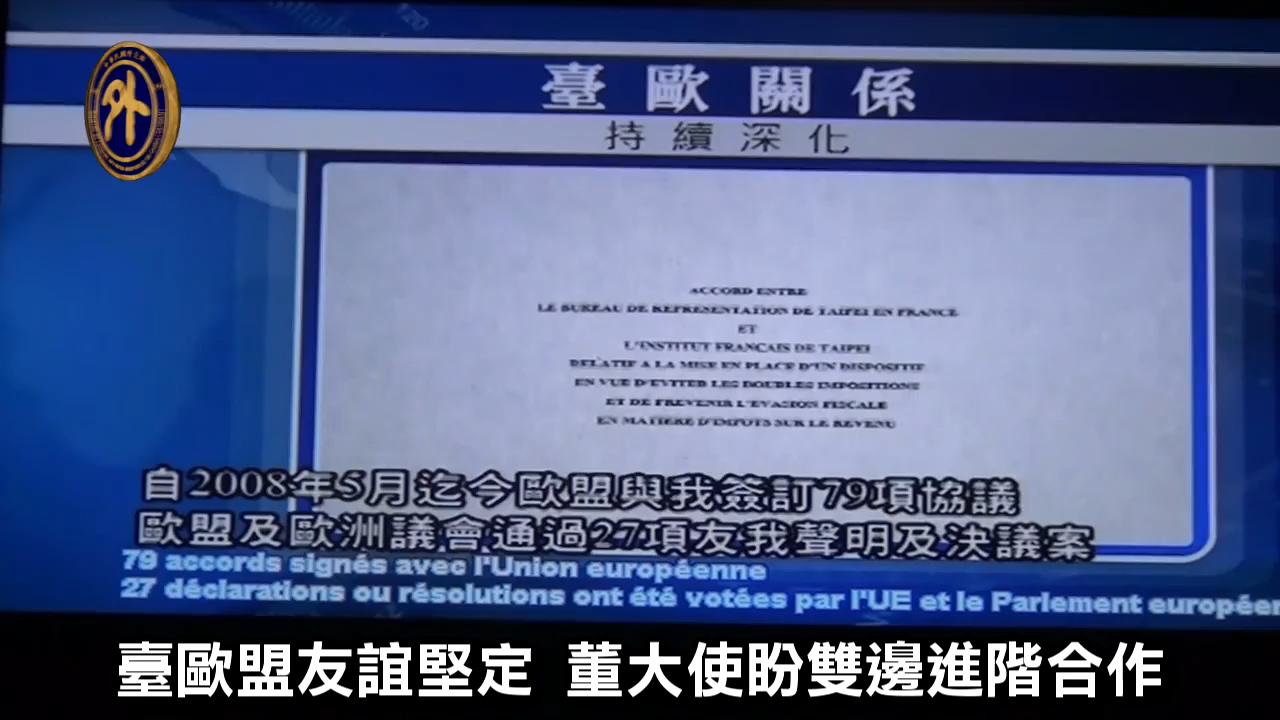 外
臺歐關係
持續深化
ACCORD ENTRE
LE BUREAU DE REPRESENTATION DE TAIPEI EN FRANCE
ET
L'INSTITUT FRANÇAIS DE TAIPEI
RELATIF A LA MISE EN PLACE D'UN DISPOSITIF
EN VUE D'EVITER LES DOUBLES IMPOSITIONS
ET DE PREVENIR L'EVASION FISCALE
EN MATIERE D'IMPOTS SUR LE REVENU
自2008年5月迄今歐盟與我簽訂79項協議
歐盟及歐洲議會通過27項友我聲明及決議案
79 accords signés avec l'Union européenne
27 déclarations ou résolutions ont été votées par l'UE et le Parlement européen
臺歐盟友誼堅定 董大使盼雙邊進階合作